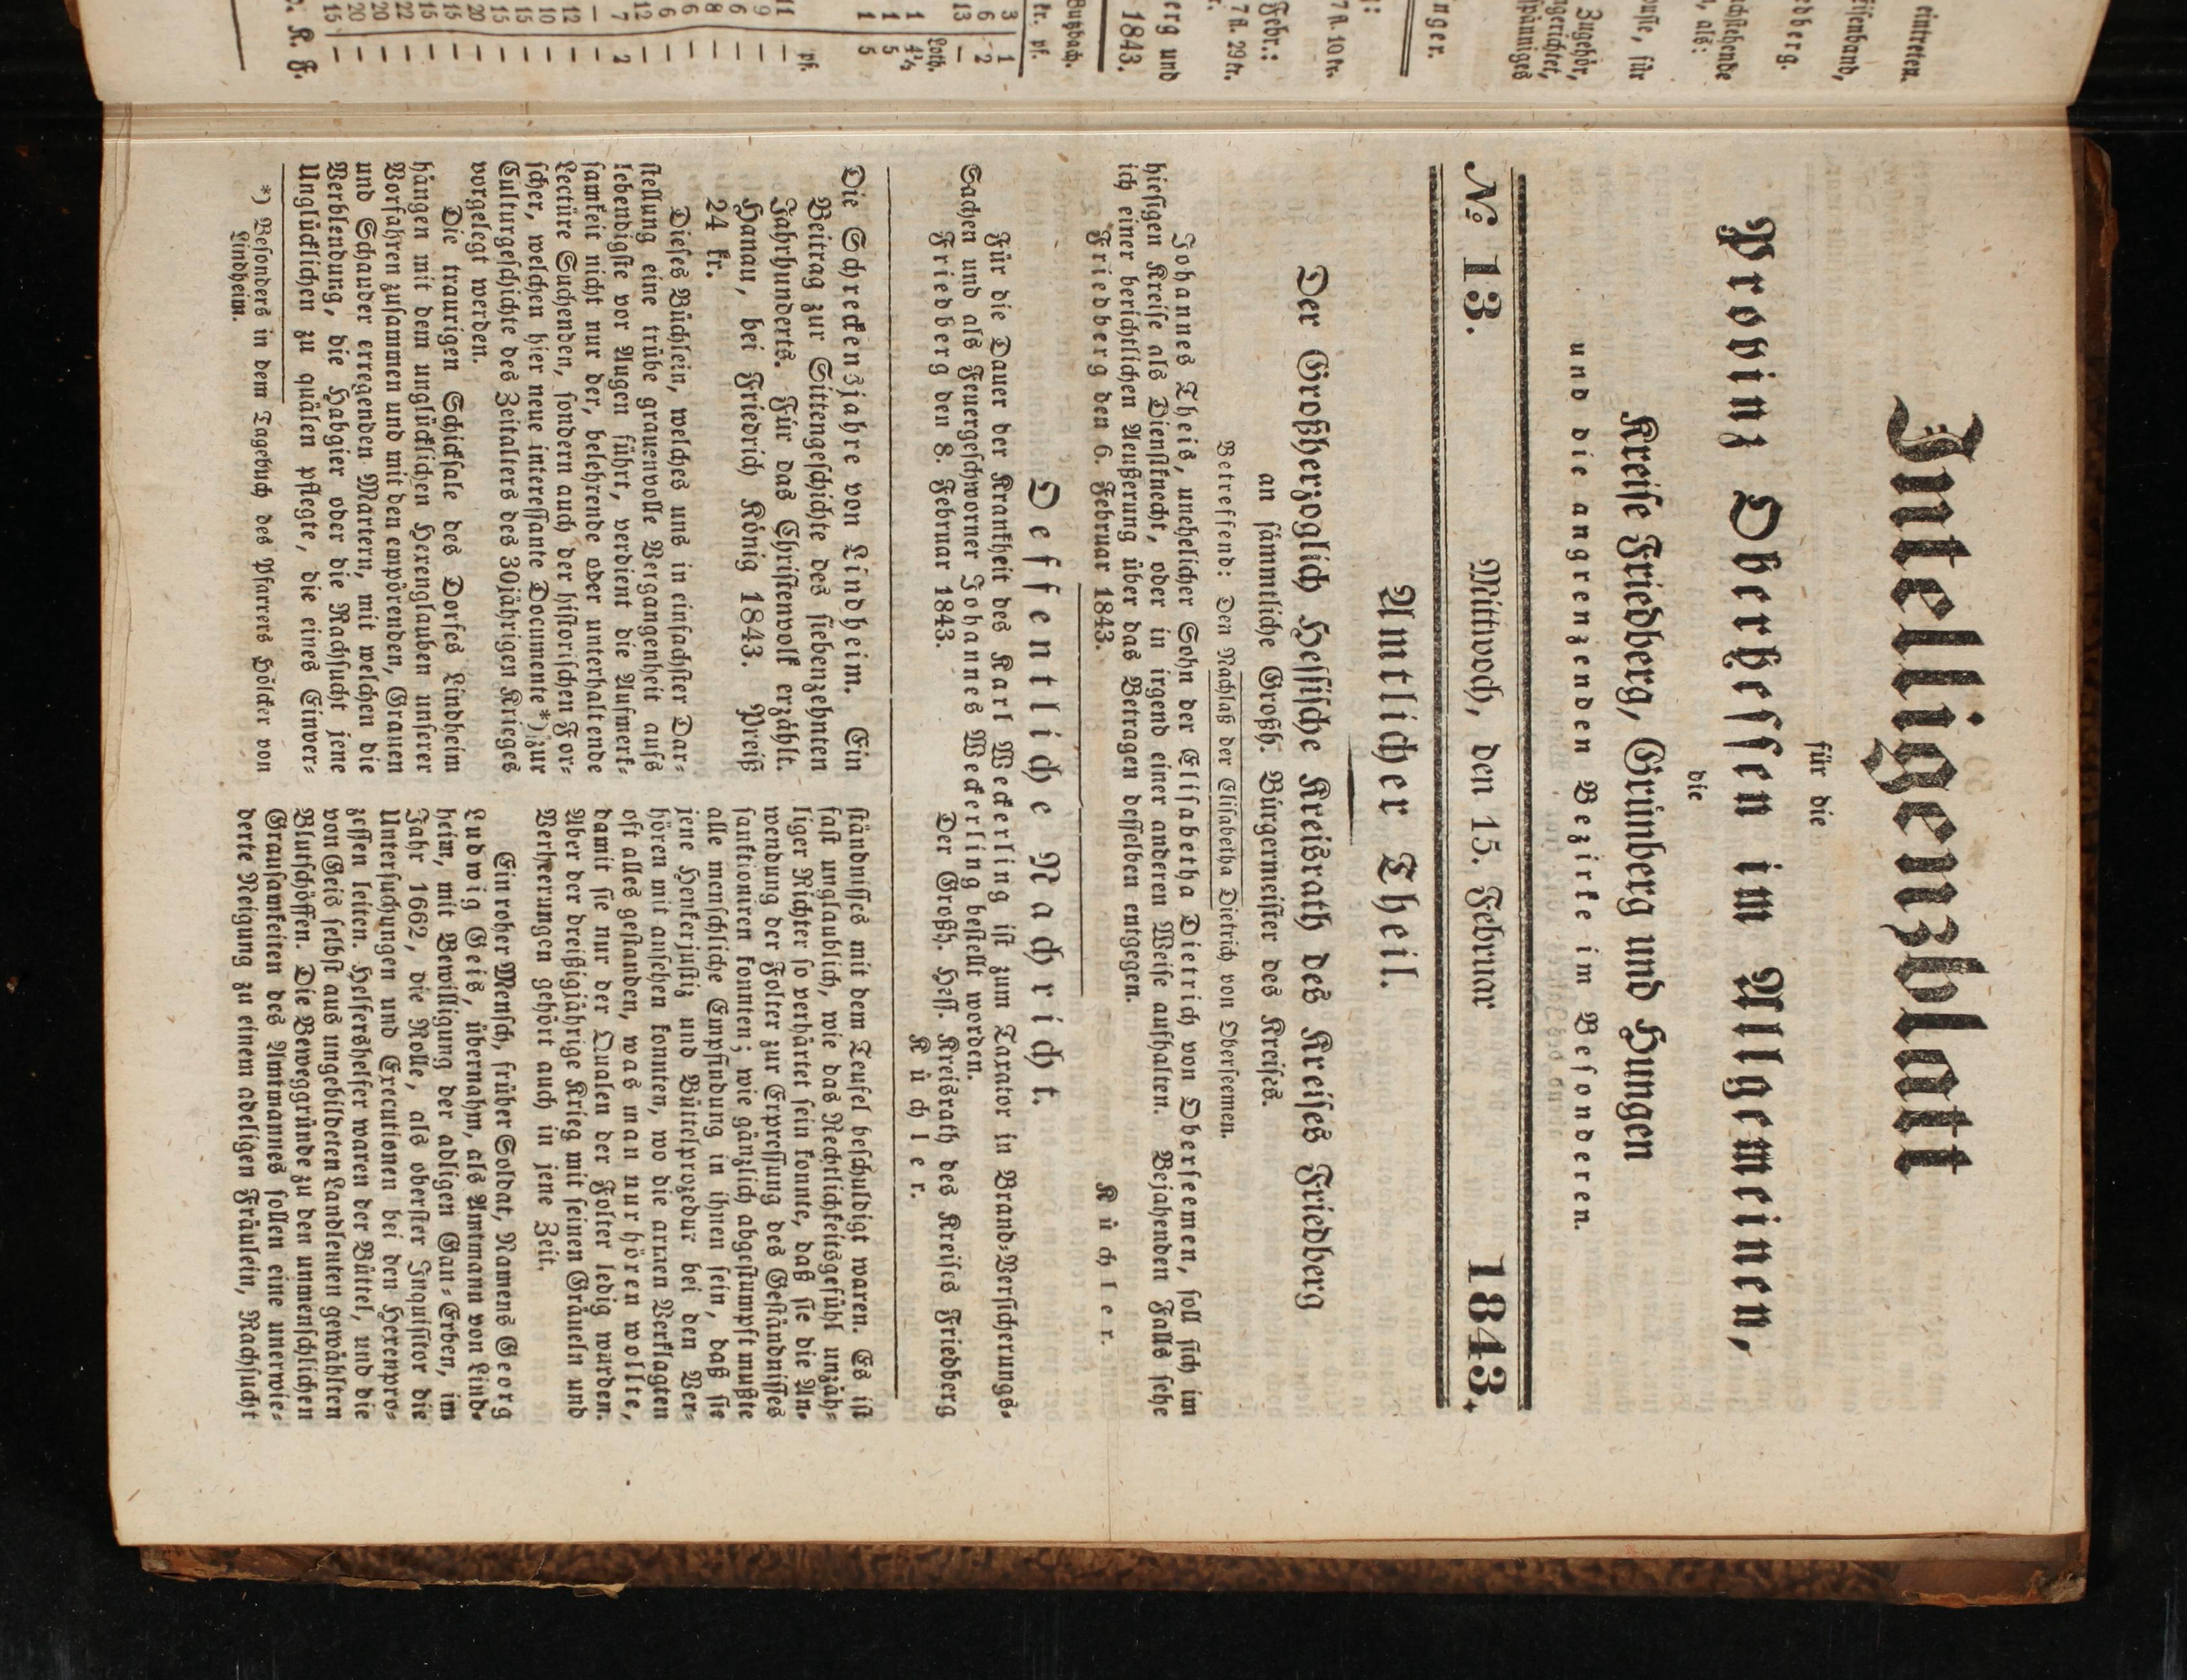 Intelligenzblatt
für die
Provinz Oberhessen im Allgemeinen,
die
Kreise Friedberg, Grünberg und Hungen
und die angrenzenden Bezirke im Besonderen.
№ 13. Mittwoch, den 15. Februar 1843.
Amtlicher Theil.
Der Großherzoglich Hessische Kreisrath des Kreises Friedberg
an sämmtliche Großh. Bürgermeister des Kreises.
Betreffend: Den Nachlaß der Elisabetha Dietrich von Oberseemen.
Johannes Theis, unehelicher Sohn der Elisabetha Dietrich von Oberseemen, soll sich im
hiesigen Kreise als Dienstknecht, oder in irgend einer anderen Weise aufhalten. Bejahenden Falls sehe
ich einer berichtlichen Aeußerung über das Betragen desselben entgegen.
Friedberg den 6. Februar 1843. Küchler.
Oeffentliche Nachricht.
Für die Dauer der Krankheit des Karl Weckerling ist zum Taxator in Brand-Versicherungs-
Sachen und als Feuergeschworner Johannes Weckerling bestellt worden.
Friedberg den 8. Februar 1843. Der Großh. Hess. Kreisrath des Kreises Friedberg
Küchler.
Die Schreckensjahre von Lindheim. Ein
Beitrag zur Sittengeschichte des siebenzehnten
Jahrhunderts. Für das Christenvolk erzählt.
Hanau, bei Friedrich König 1843. Preiß
24 kr.
Dieses Büchlein, welches uns in einfachster Dar-
stellung eine trübe grauenvolle Vergangenheit aufs
lebendigste vor Augen führt, verdient die Aufmerk-
samkeit nicht nur der, belehrende oder unterhaltende
Lectüre Suchenden, sondern auch der historischen For-
scher, welchen hier neue interessante Documente *) zur
Culturgeschichte des Zeitalters des 30jährigen Krieges
vorgelegt werden.
Die traurigen Schicksale des Dorfes Lindheim
hängen mit dem unglücklichen Hexenglauben unserer
Vorfahren zusammen und mit den empörenden, Grauen
und Schauder erregenden Martern, mit welchen die
Verblendung, die Habgier oder die Rachsucht jene
Unglücklichen zu quälen pflegte, die eines Einver-
*) Besonders in dem Tagebuch des Pfarrers Hölcker von
Lindheim.
ständnisses mit dem Teufel beschuldigt waren. Es ist
fast unglaublich, wie das Rechtlichkeitsgefühl unzäh-
liger Richter so verhärtet sein konnte, daß sie die An-
wendung der Folter zur Erpressung des Geständnisses
sanktioniren konnten; wie gänzlich abgestumpft mußte
alle menschliche Empfindung in ihnen sein, daß sie
jene Henkerjustiz und Büttelprozedur bei den Ver-
hören mit ansehen konnten, wo die armen Verklagten
oft alles gestanden, was man nur hören wollte,
damit sie nur der Qualen der Folter ledig wurden.
Aber der dreißigjährige Krieg mit seinen Gräueln und
Verheerungen gehört auch in jene Zeit.
Ein roher Mensch, früher Soldat, Namens Georg
Ludwig Geis, übernahm, als Amtmann von Lind-
heim, mit Bewilligung der adligen Gan-Erben, im
Jahr 1662, die Rolle, als oberster Inquisitor die
Untersuchungen und Executionen bei den Hexenpro-
zessen leiten. Helfershelfer waren der Büttel, und die
von Geis selbst aus ungebildeten Landleuten gewählten
Blutschöffen. Die Beweggründe zu den unmenschlichen
Grausamkeiten des Amtmannes sollen eine unerwie-
derte Neigung zu einem adeligen Fräulein, Rachsucht
eintreten.
Eisenband,
Zugehör,
1843.
7 fl. 10 kr.
Febr.:
7 fl. 29 kr.
Butzbach.
kr. pf.
Loth.